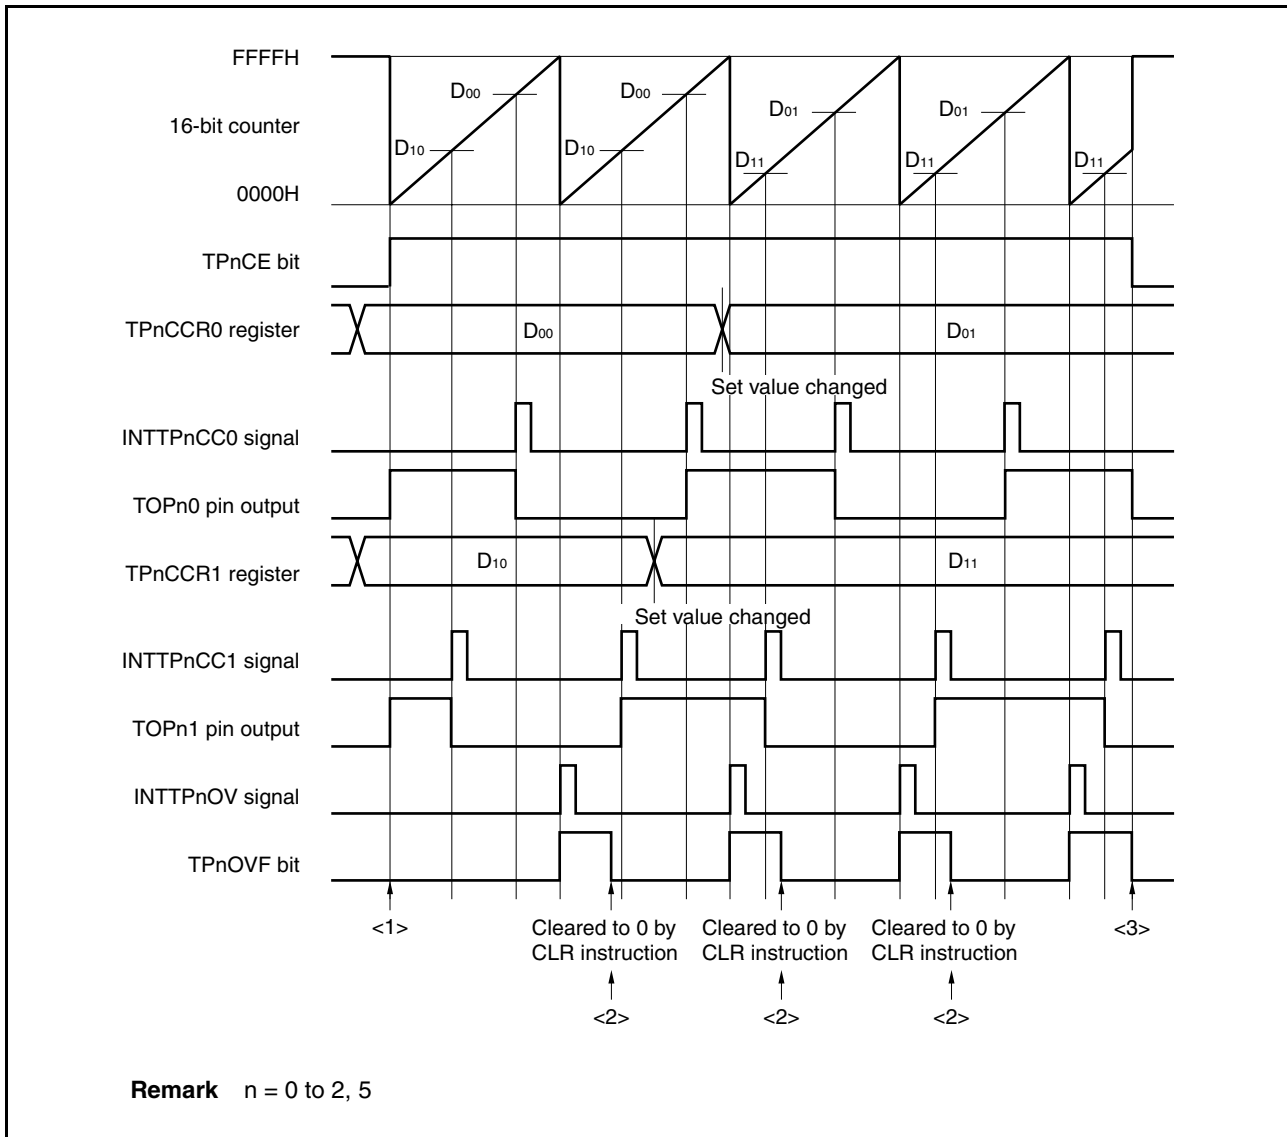 FFFFH
D00
D00
D01
D01
16-bit counter
D10
D10
D11
D11
D11
0000H
TPnCE bit
TPnCCR0 register
D00
D01
Set value changed
INTTPnCC0 signal
TOPn0 pin output
TPnCCR1 register
D10
D11
Set value changed
INTTPnCC1 signal
TOPn1 pin output
INTTPnOV signal
TPnOVF bit
<1>
Cleared to 0 by
CLR instruction
Cleared to 0 by
CLR instruction
Cleared to 0 by
CLR instruction
<3>
<2>
<2>
<2>
Remark n = 0 to 2, 5